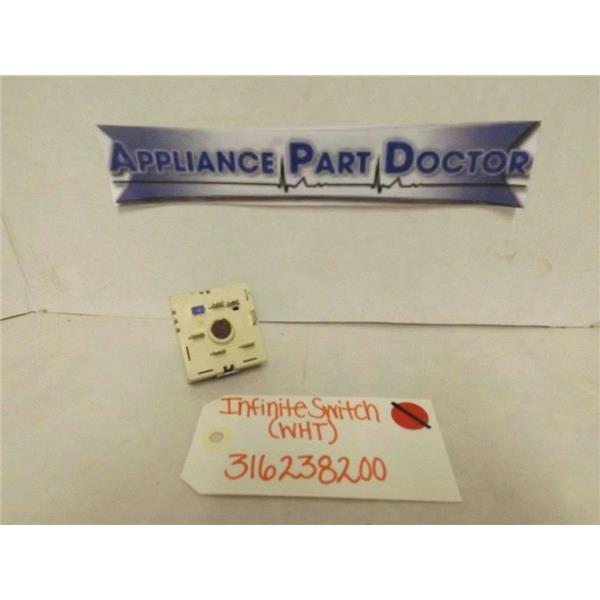 APPLIANCE PART DOCTOR
Infinite Switch
(WHT)
316238200